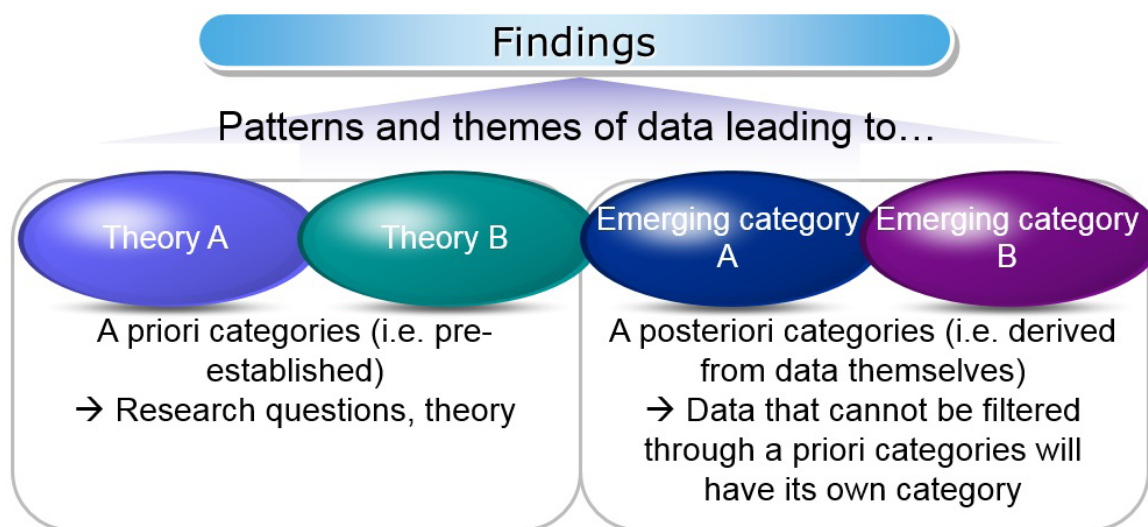 Findings
Patterns and themes of data leading to…
Theory A
Theory B
Emerging category
A
Emerging category
B
A priori categories (i.e. pre-
established)
→ Research questions, theory
A posteriori categories (i.e. derived
from data themselves)
→ Data that cannot be filtered
through a priori categories will
have its own category